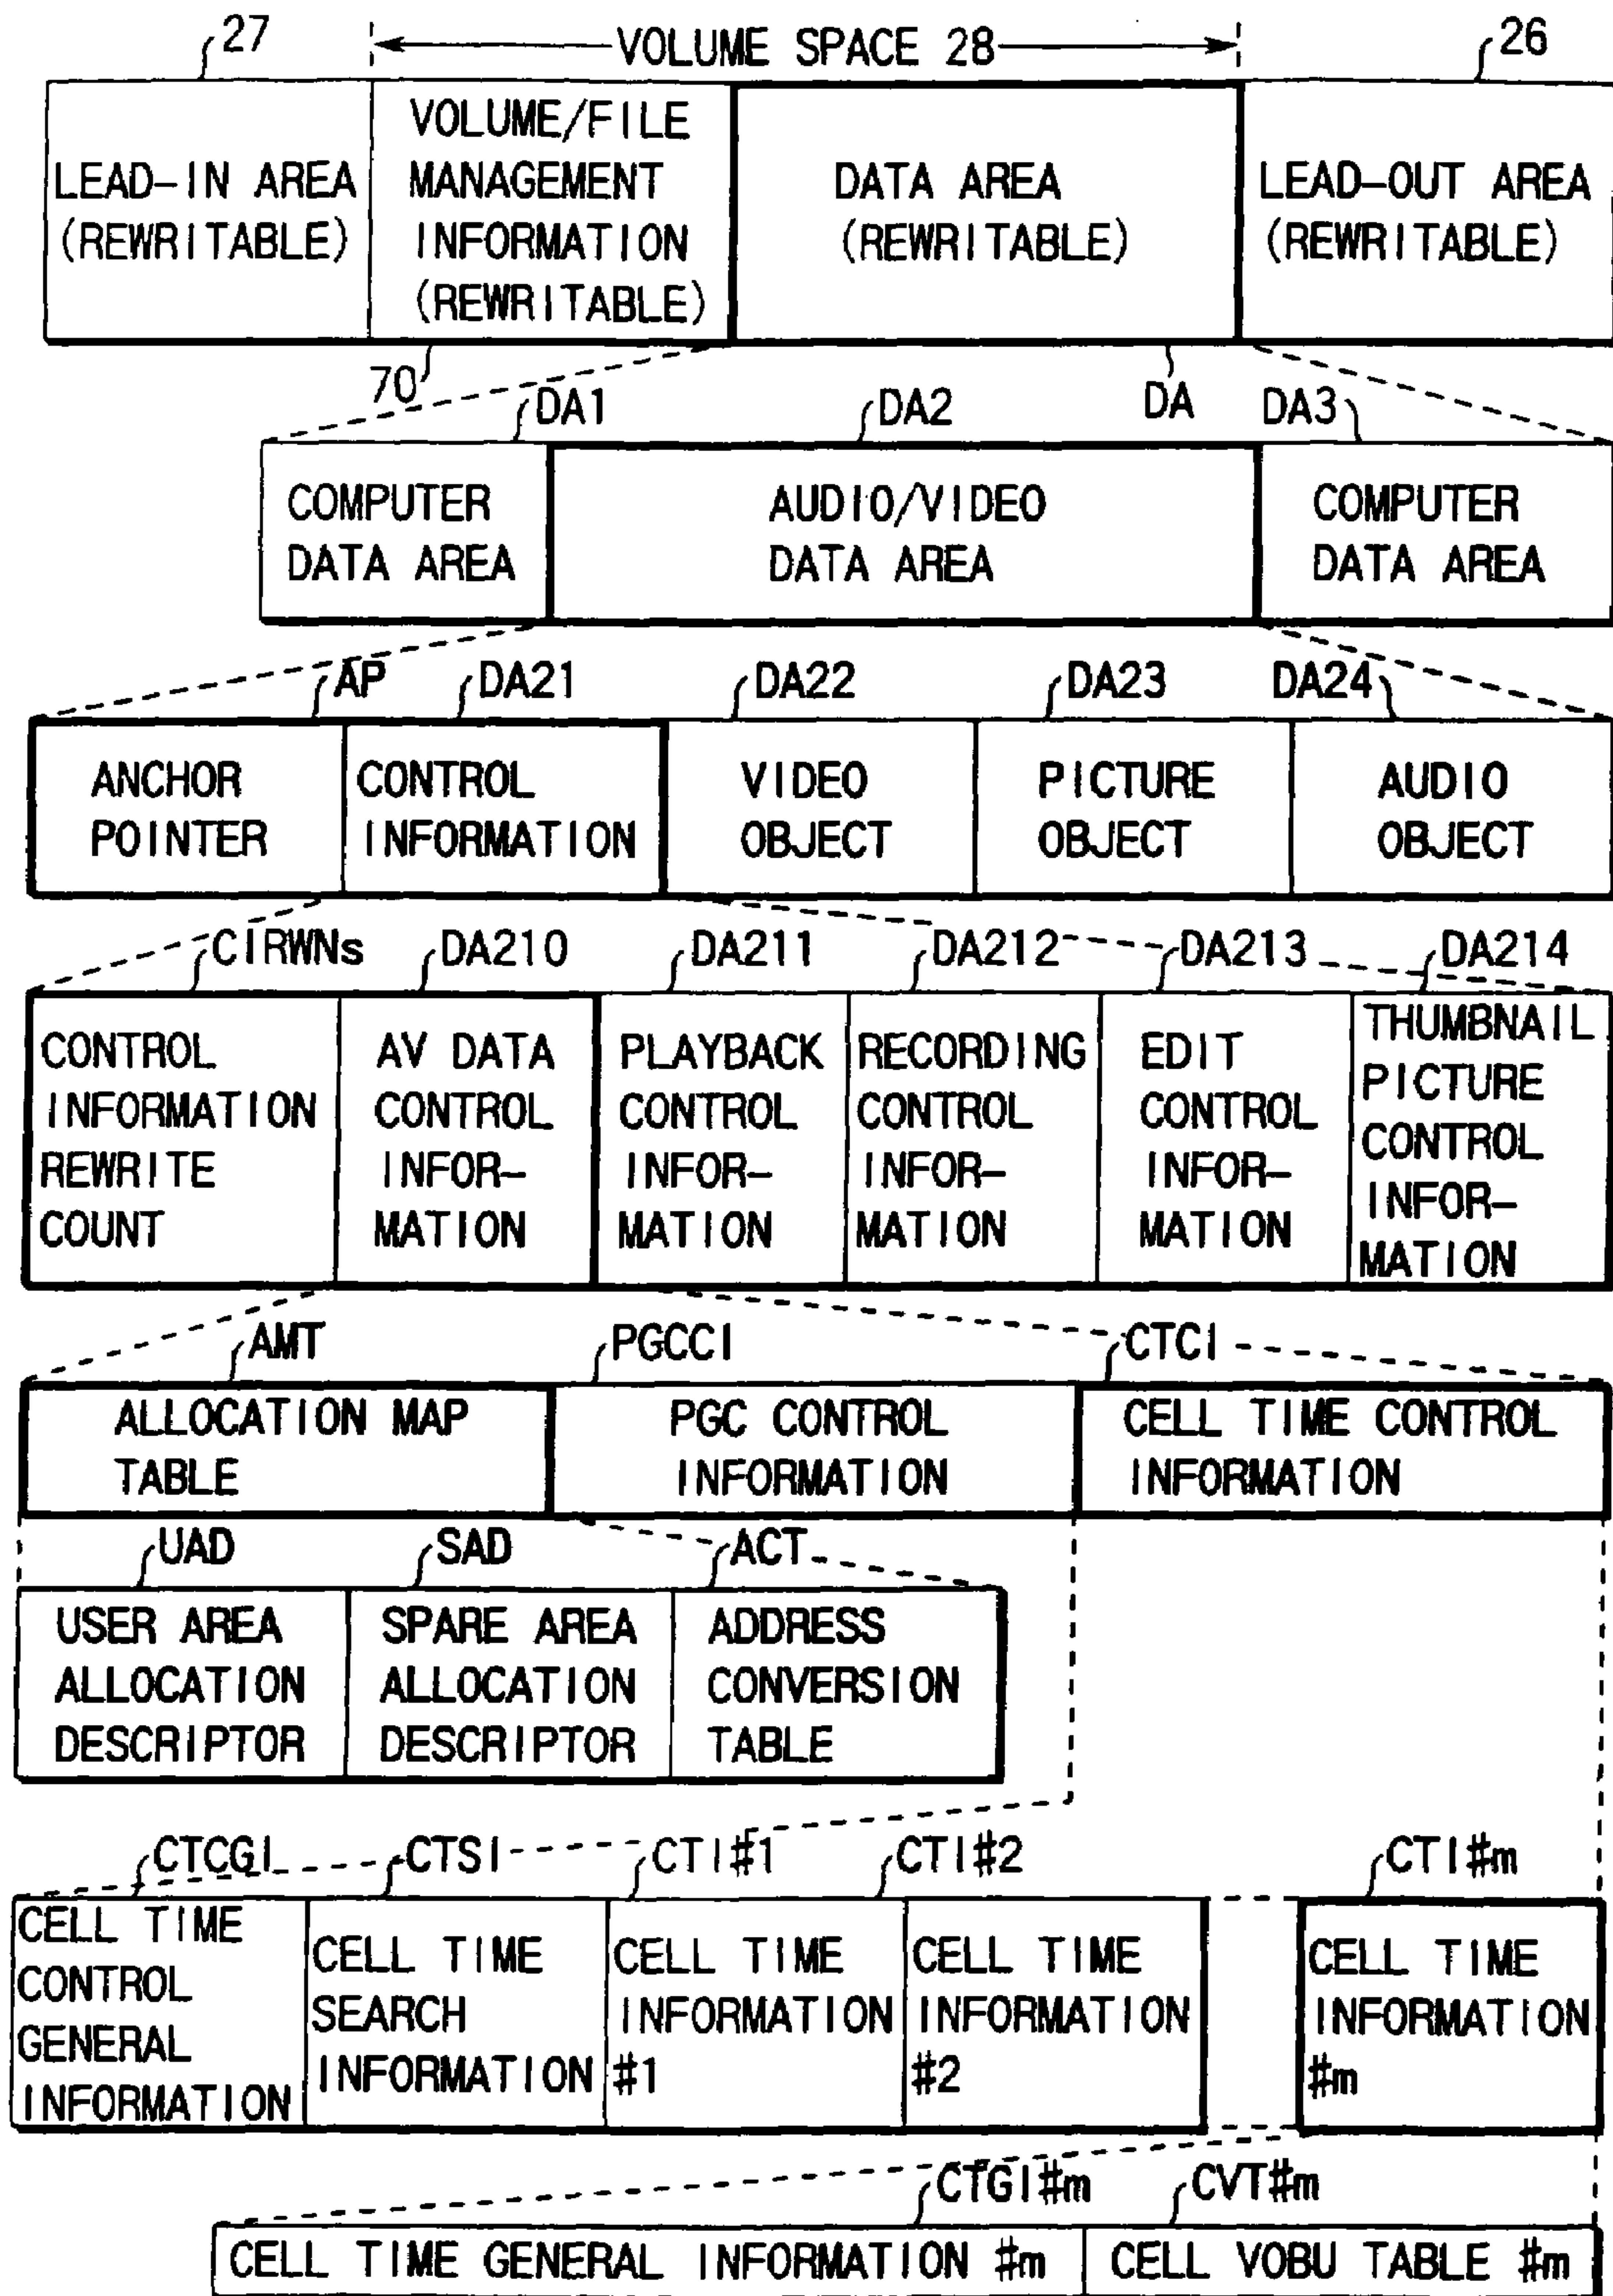 27
VOLUME SPACE 28
26
LEAD-IN AREA
(REWRITABLE)
VOLUME/FILE
MANAGEMENT
INFORMATION
(REWRITABLE)
DATA AREA
(REWRITABLE)
LEAD-OUT AREA
(REWRITABLE)
70
DA
DA1
DA2
DA3
COMPUTER
DATA AREA
AUDIO/VIDEO
DATA AREA
COMPUTER
DATA AREA
AP
DA21
DA22
DA23
DA24
ANCHOR
POINTER
CONTROL
INFORMATION
VIDEO
OBJECT
PICTURE
OBJECT
AUDIO
OBJECT
CIRWNs
DA210
DA211
DA212
DA213
DA214
CONTROL
INFORMATION
REWRITE
COUNT
AV DATA
CONTROL
INFOR-
MATION
PLAYBACK
CONTROL
INFOR-
MATION
RECORDING
CONTROL
INFOR-
MATION
EDIT
CONTROL
INFOR-
MATION
THUMBNAIL
PICTURE
CONTROL
INFOR-
MATION
AMT
PGCCI
CTCI
ALLOCATION MAP
TABLE
PGC CONTROL
INFORMATION
CELL TIME CONTROL
INFORMATION
UAD
SAD
ACT
USER AREA
ALLOCATION
DESCRIPTOR
SPARE AREA
ALLOCATION
DESCRIPTOR
ADDRESS
CONVERSION
TABLE
CTCGI
CTSI
CTI#1
CTI#2
CTI#m
CELL TIME
CONTROL
GENERAL
INFORMATION
CELL TIME
SEARCH
INFORMATION
CELL TIME
INFORMATION
#1
CELL TIME
INFORMATION
#2
CELL TIME
INFORMATION
#m
CTGI#m
CVT#m
CELL TIME GENERAL INFORMATION #m
CELL VOBU TABLE #m